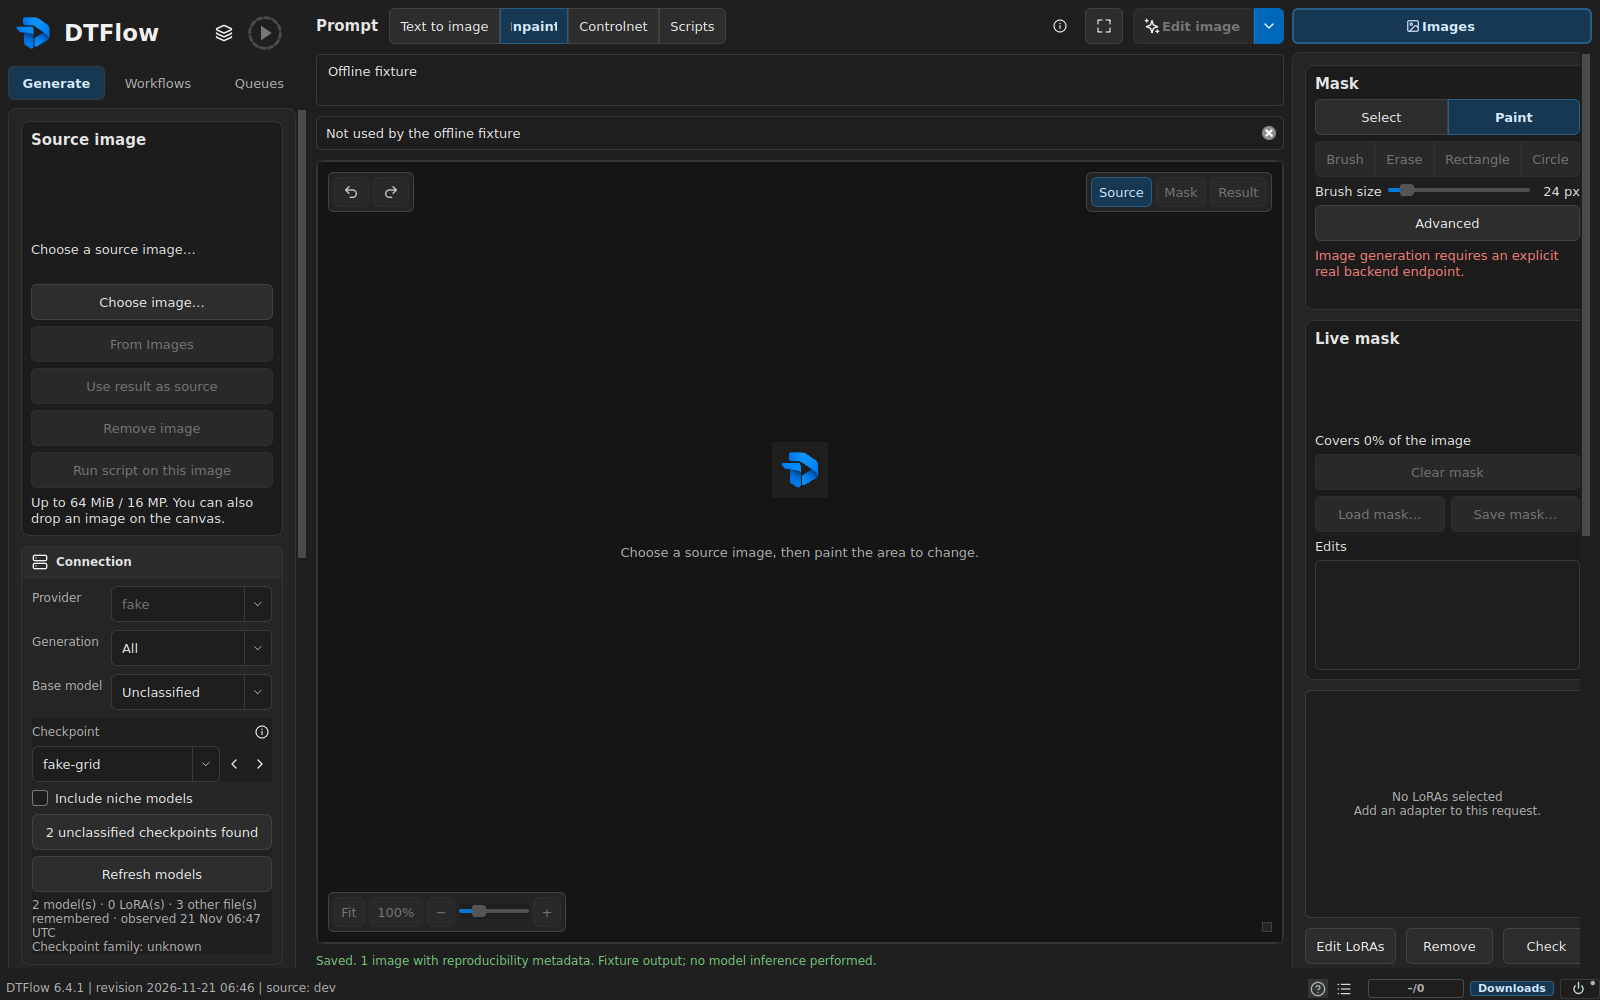 DTFlow
Generate
Workflows
Queues
Source image
Choose a source image...
Choose image...
From Images
Use result as source
Remove image
Run script on this image
Up to 64 MiB / 16 MP. You can also
drop an image on the canvas.
Connection
Provider
fake
Generation
All
Base model
Unclassified
Checkpoint
fake-grid
Include niche models
2 unclassified checkpoints found
Refresh models
2 model(s) · 0 LoRA(s) · 3 other file(s)
remembered · observed 21 Nov 06:47
UTC
Checkpoint family: unknown
Prompt
Text to image
Inpaint
Controlnet
Scripts
Edit image
Offline fixture
Not used by the offline fixture
Source
Mask
Result
Choose a source image, then paint the area to change.
Fit
100%
−
+
Saved. 1 image with reproducibility metadata. Fixture output; no model inference performed.
Images
Mask
Select
Paint
Brush
Erase
Rectangle
Circle
Brush size
24 px
Advanced
Image generation requires an explicit
real backend endpoint.
Live mask
Covers 0% of the image
Clear mask
Load mask...
Save mask...
Edits
No LoRAs selected
Add an adapter to this request.
Edit LoRAs
Remove
Check
DTFlow 6.4.1 | revision 2026-11-21 06:46 | source: dev
-/0
Downloads